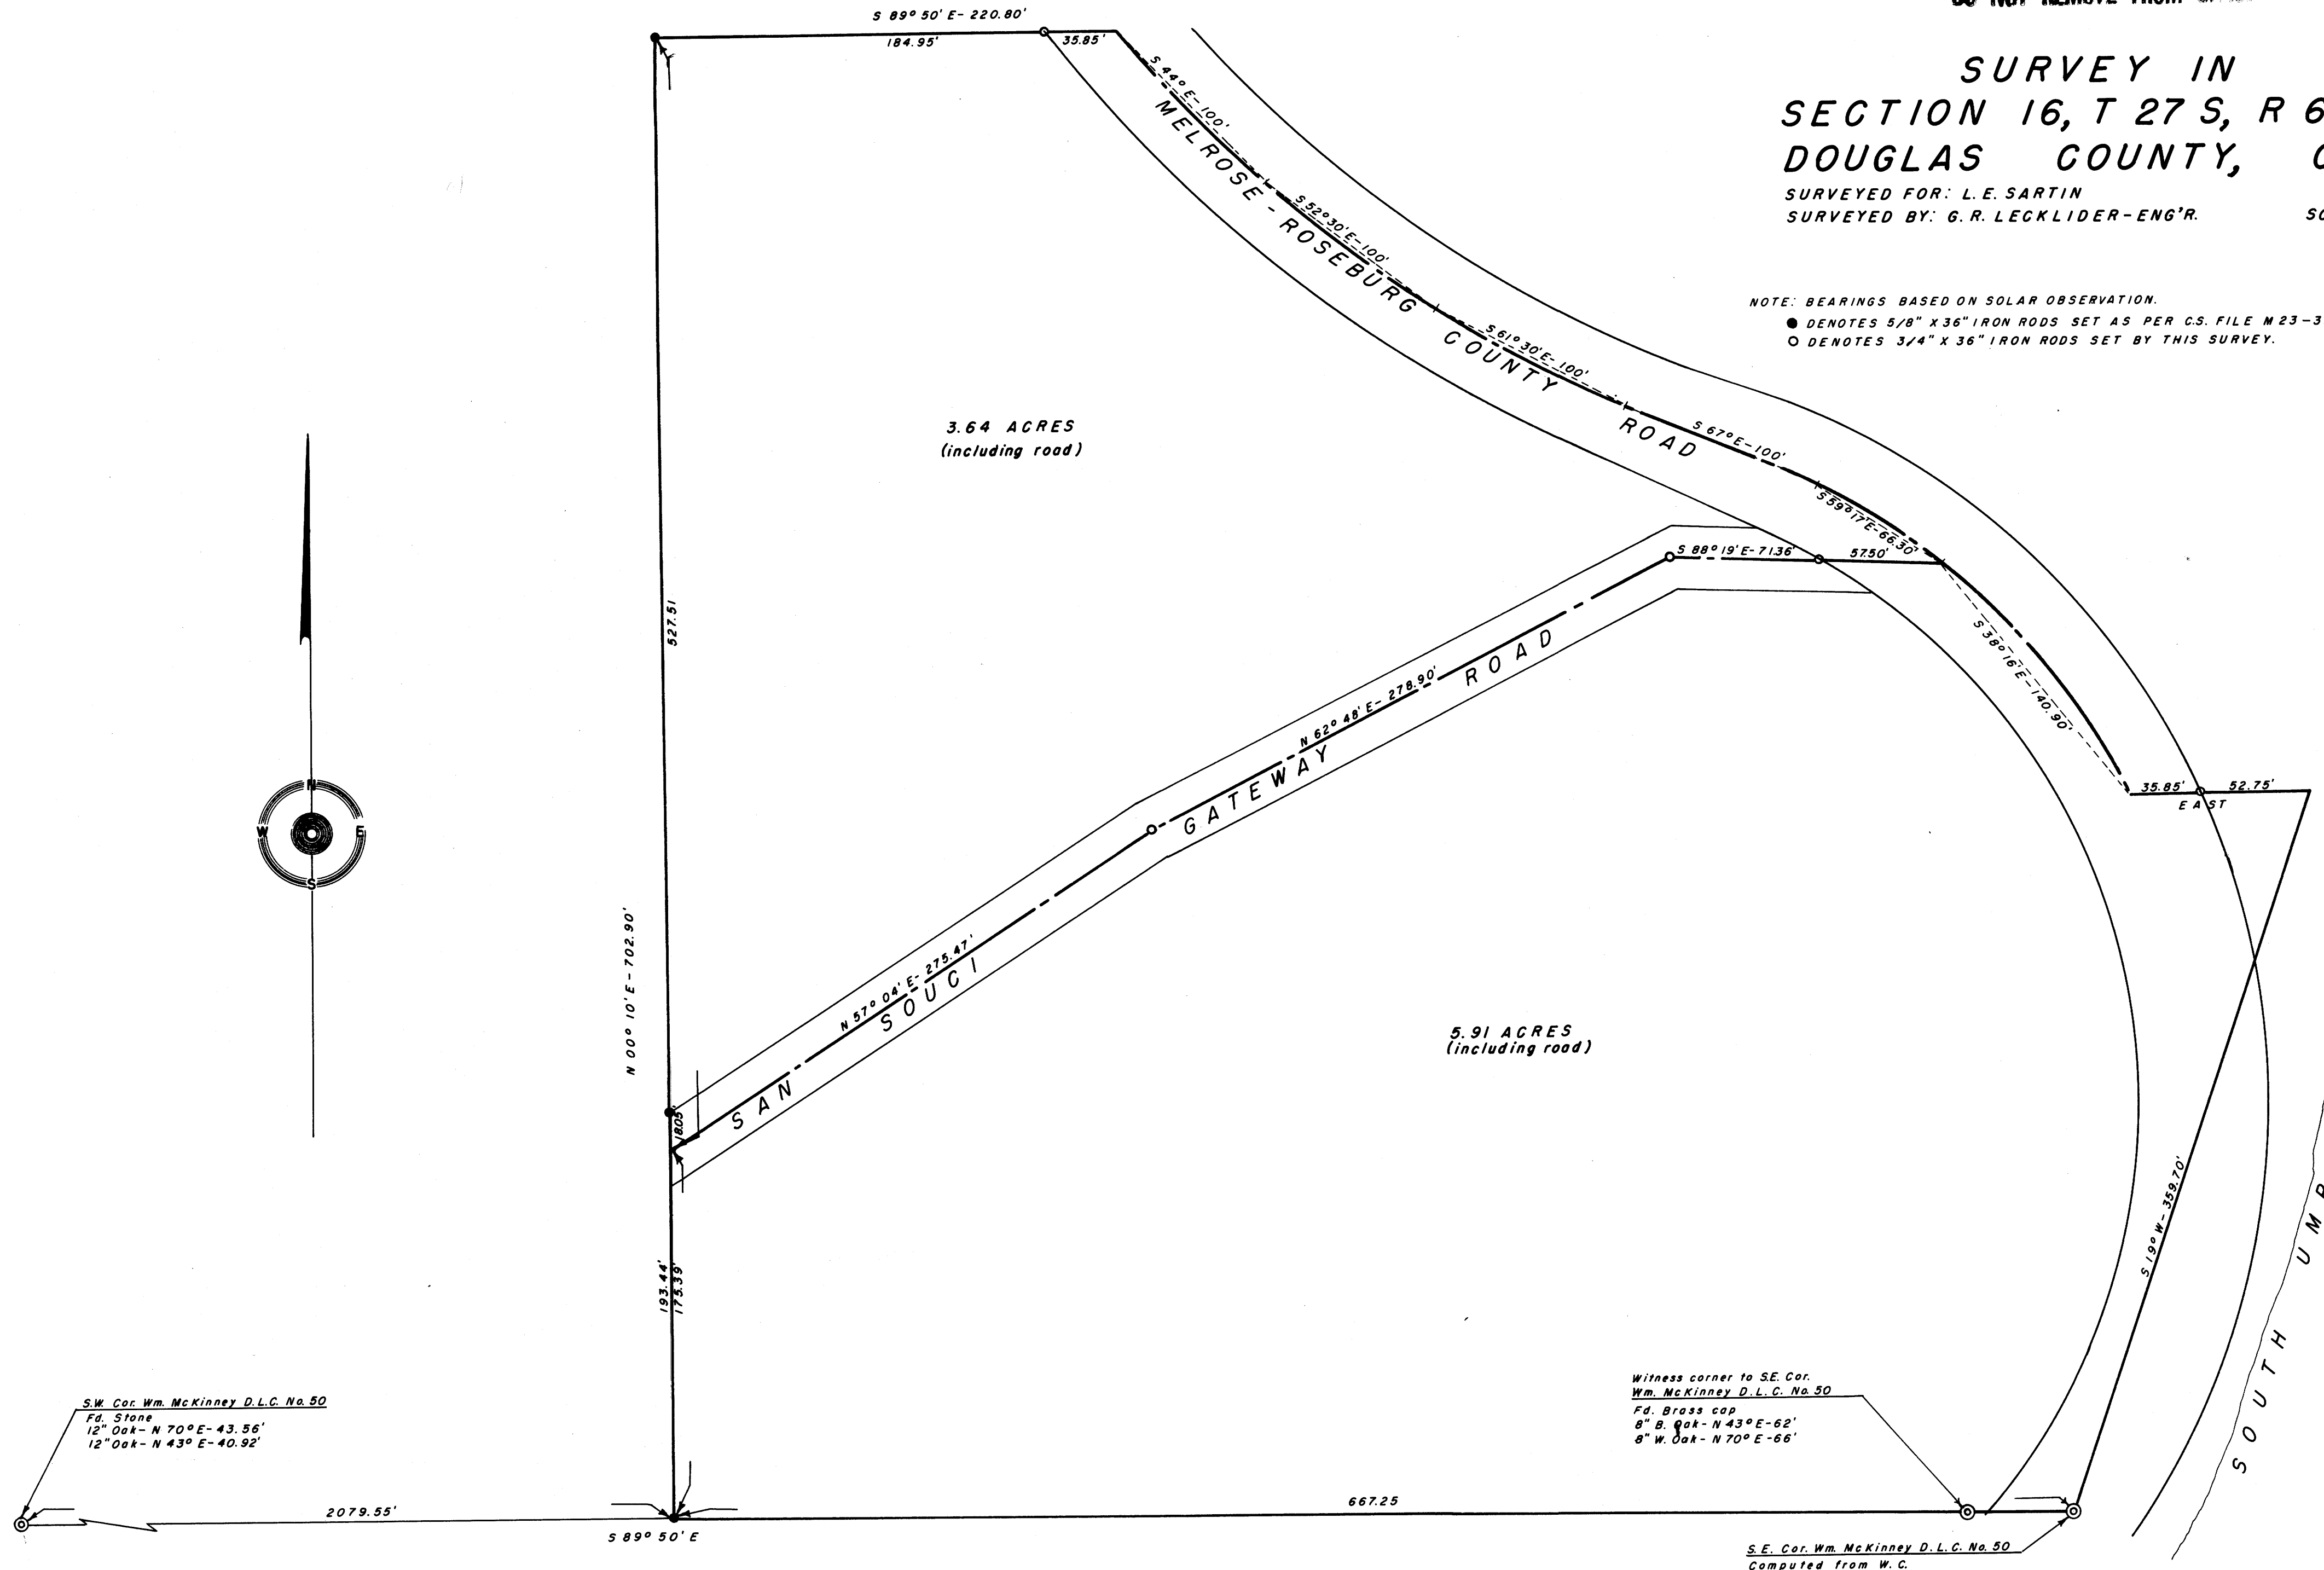 DO NOT REMOVE FROM
SURVEY IN
SECTION 16, T 27 S, R 6
DOUGLAS COUNTY,
SURVEYED FOR: L. E. SARTIN
SURVEYED BY: G. R. LECKLIDER-ENG'R.
NOTE: BEARINGS BASED ON SOLAR OBSERVATION.
DENOTES 5/8" X 36" IRON RODS SET AS PER C.S. FILE M 23-3
DENOTES 3/4" X 36" IRON RODS SET BY THIS SURVEY.
S 89° 50' E- 220.80'
184.95'
35.85'
S 44° E-100'
MELROSE - ROSEBURG COUNTY ROAD
S 52° 30' E-100'
S 61° 30' E-100'
S 67° E-100'
S 59° 17' E-66.30'
3.64 ACRES
(including road)
S 88° 19' E- 71.36'
57.50'
527.51
S 38° 16' E-140.90'
N 62° 48' E- 278.90'
35.85'
52.75'
EAST
N
W E
S
N 57° 04' E- 275.47'
SAN SOUCI GATEWAY ROAD
N 00° 10' E - 702.90'
18.05'
5.91 ACRES
(including road)
S 19° W- 359.70'
SOUTH UMP
193.44'
175.39'
S.W. Cor. Wm. McKinney D.L.C. No. 50
Fd. Stone
12" Oak- N 70° E- 43.56'
12" Oak- N 43° E- 40.92'
Witness corner to S.E. Cor.
Wm. McKinney D.L.C. No. 50
Fd. Brass cap
8" B. Oak- N 43° E-62'
8" W. Oak- N 70° E-66'
2079.55'
S 89° 50' E
667.25
S.E. Cor. Wm. McKinney D.L.C. No. 50
Computed from W.C.